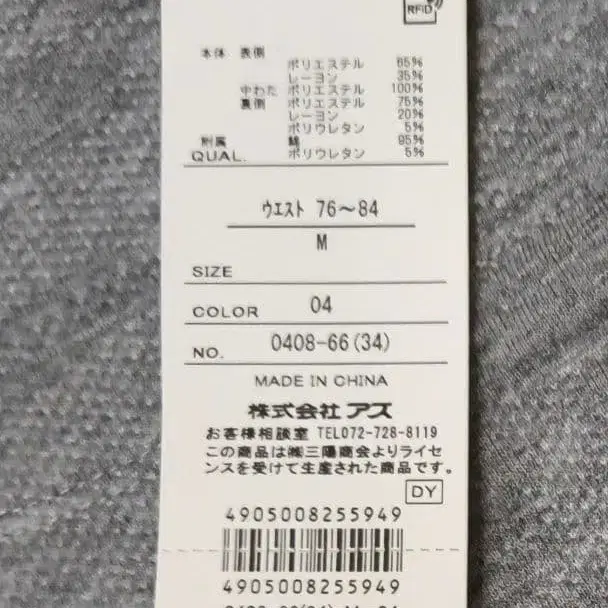 RFID
本体 表側 ポリエステル 65%
レーヨン 35%
中わた ポリエステル 100%
裏側 ポリエステル 75%
レーヨン 20%
ポリウレタン 5%
附属 綿 95%
QUAL. ポリウレタン 5%
ウエスト 76〜84
M
SIZE
COLOR 04
NO. 0408-66(34)
MADE IN CHINA
株式会社 アズ
お客様相談室 TEL072-728-8119
この商品は㈱三陽商会よりライセ
ンスを受けて生産された商品です。
DY
4905008255949
4905008255949